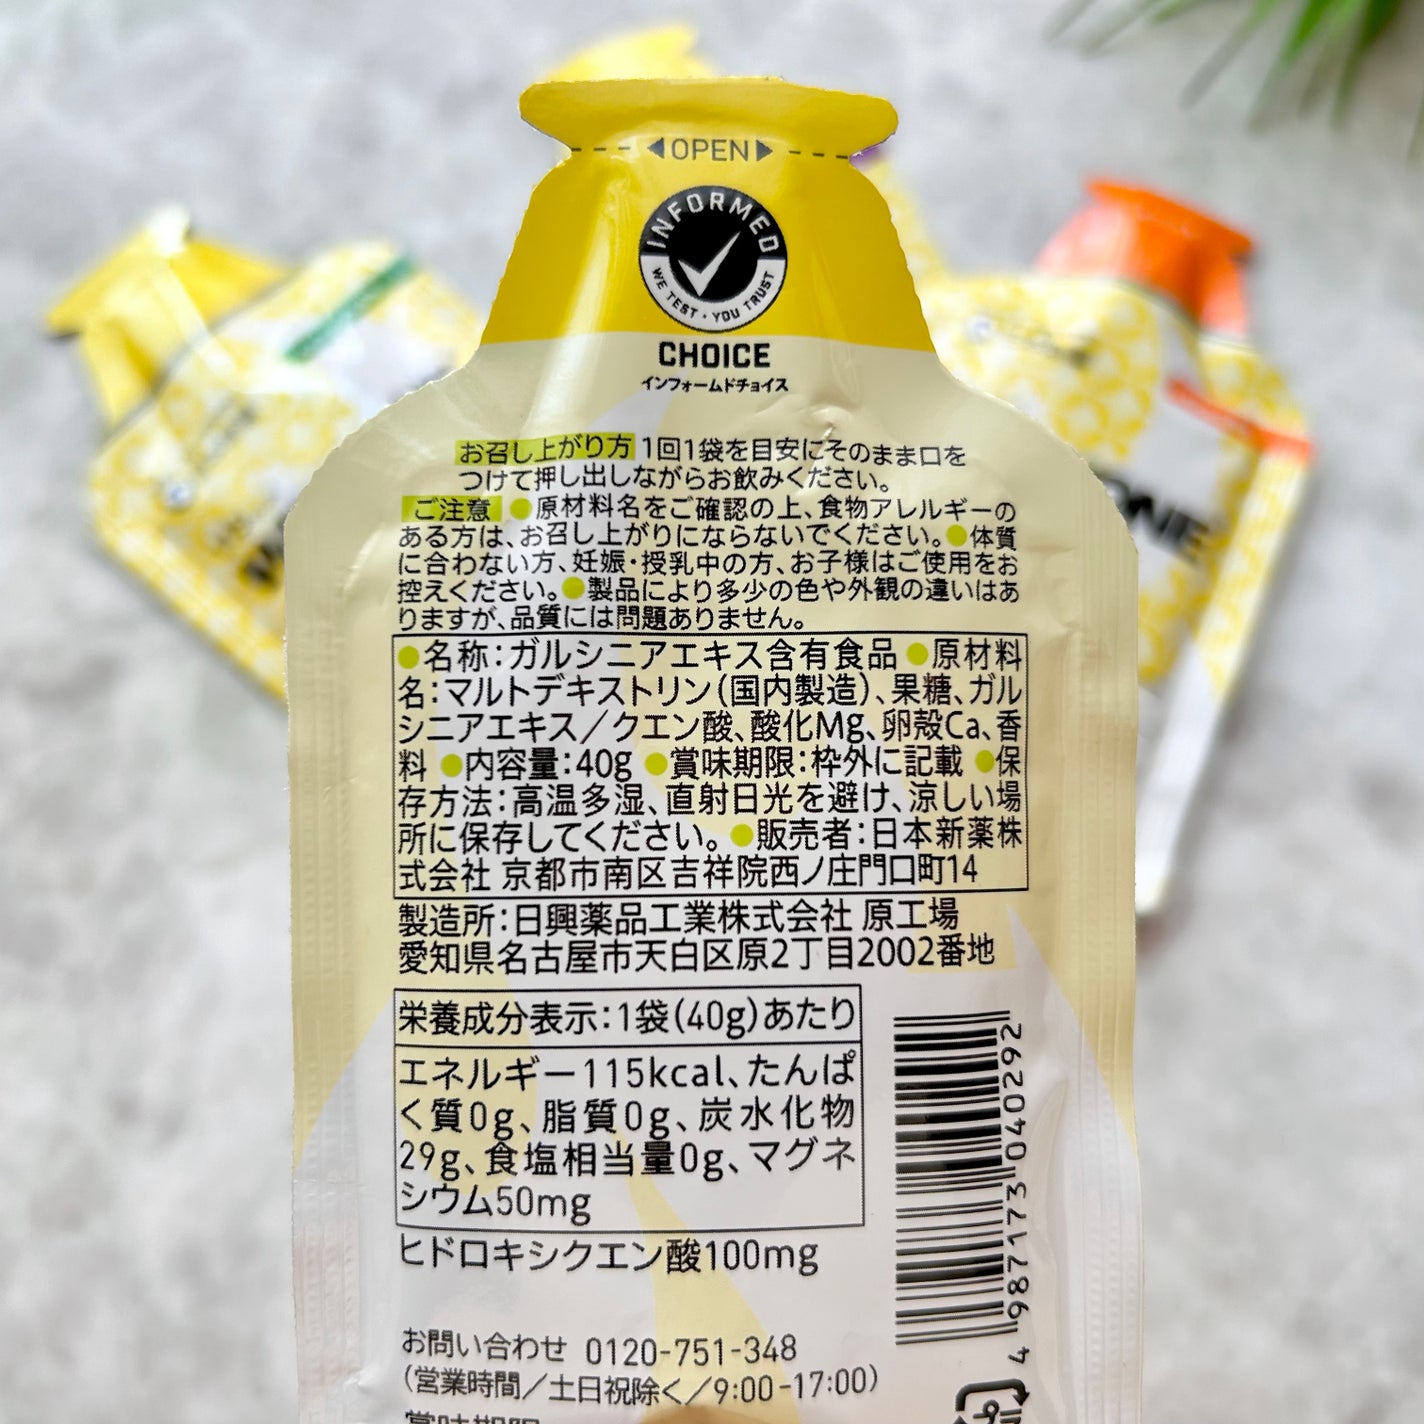 ◀OPEN▶
INFORMED
WE TEST・YOU TRUST
CHOICE
インフォームドチョイス
お召し上がり方 1回1袋を目安にそのまま口を
つけて押し出しながらお飲みください。
ご注意 ●原材料名をご確認の上、食物アレルギーの
ある方は、お召し上がりにならないでください。●体質
に合わない方、妊娠・授乳中の方、お子様はご使用をお
控えください。●製品により多少の色や外観の違いはあ
りますが、品質には問題ありません。
●名称：ガルシニアエキス含有食品 ●原材料
名：マルトデキストリン（国内製造）、果糖、ガル
シニアエキス／クエン酸、酸化Mg、卵殻Ca、香
料 ●内容量：40g ●賞味期限：枠外に記載 ●保
存方法：高温多湿、直射日光を避け、涼しい場
所に保存してください。●販売者：日本新薬株
式会社 京都市南区吉祥院西ノ庄門口町14
製造所：日興薬品工業株式会社 原工場
愛知県名古屋市天白区原2丁目2002番地
栄養成分表示：1袋(40g)あたり
エネルギー115kcal、たんぱ
く質0g、脂質0g、炭水化物
29g、食塩相当量0g、マグネ
シウム50mg
ヒドロキシクエン酸100mg
お問い合わせ 0120-751-348
（営業時間／土日祝除く／9:00-17:00）
賞味期限
4 987173 040292
ONE